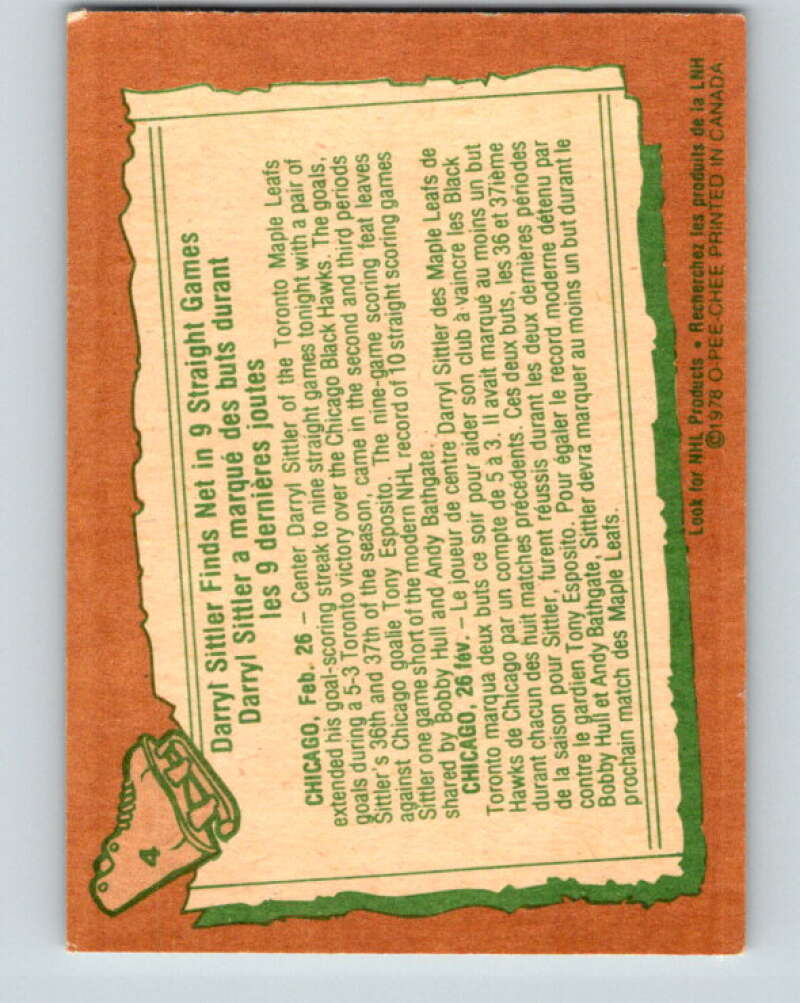 4
Darryl Sittler Finds Net in 9 Straight Games
Darryl Sittler a marqué des buts durant
les 9 dernières joutes
CHICAGO, Feb. 26 – Center Darryl Sittler of the Toronto Maple Leafs
extended his goal-scoring streak to nine straight games tonight with a pair of
goals during a 5-3 Toronto victory over the Chicago Black Hawks. The goals,
Sittler's 36th and 37th of the season, came in the second and third periods
against Chicago goalie Tony Esposito. The nine-game scoring feat leaves
Sittler one game short of the modern NHL record of 10 straight scoring games
shared by Bobby Hull and Andy Bathgate.
CHICAGO, 26 fév. – Le joueur de centre Darryl Sittler des Maple Leafs de
Toronto marqua deux buts ce soir pour aider son club à vaincre les Black
Hawks de Chicago par un compte de 5 à 3. Il avait marqué au moins un but
durant chacun des huit matches précédents. Ces deux buts, les 36 et 37ième
de la saison pour Sittler, furent réussis durant les deux dernières périodes
contre le gardien Tony Esposito. Pour égaler le record moderne détenu par
Bobby Hull et Andy Bathgate, Sittler devra marquer au moins un but durant le
prochain match des Maple Leafs.
Look for NHL Products • Recherchez les produits de la LNH
©1978 O-PEE-CHEE PRINTED IN CANADA